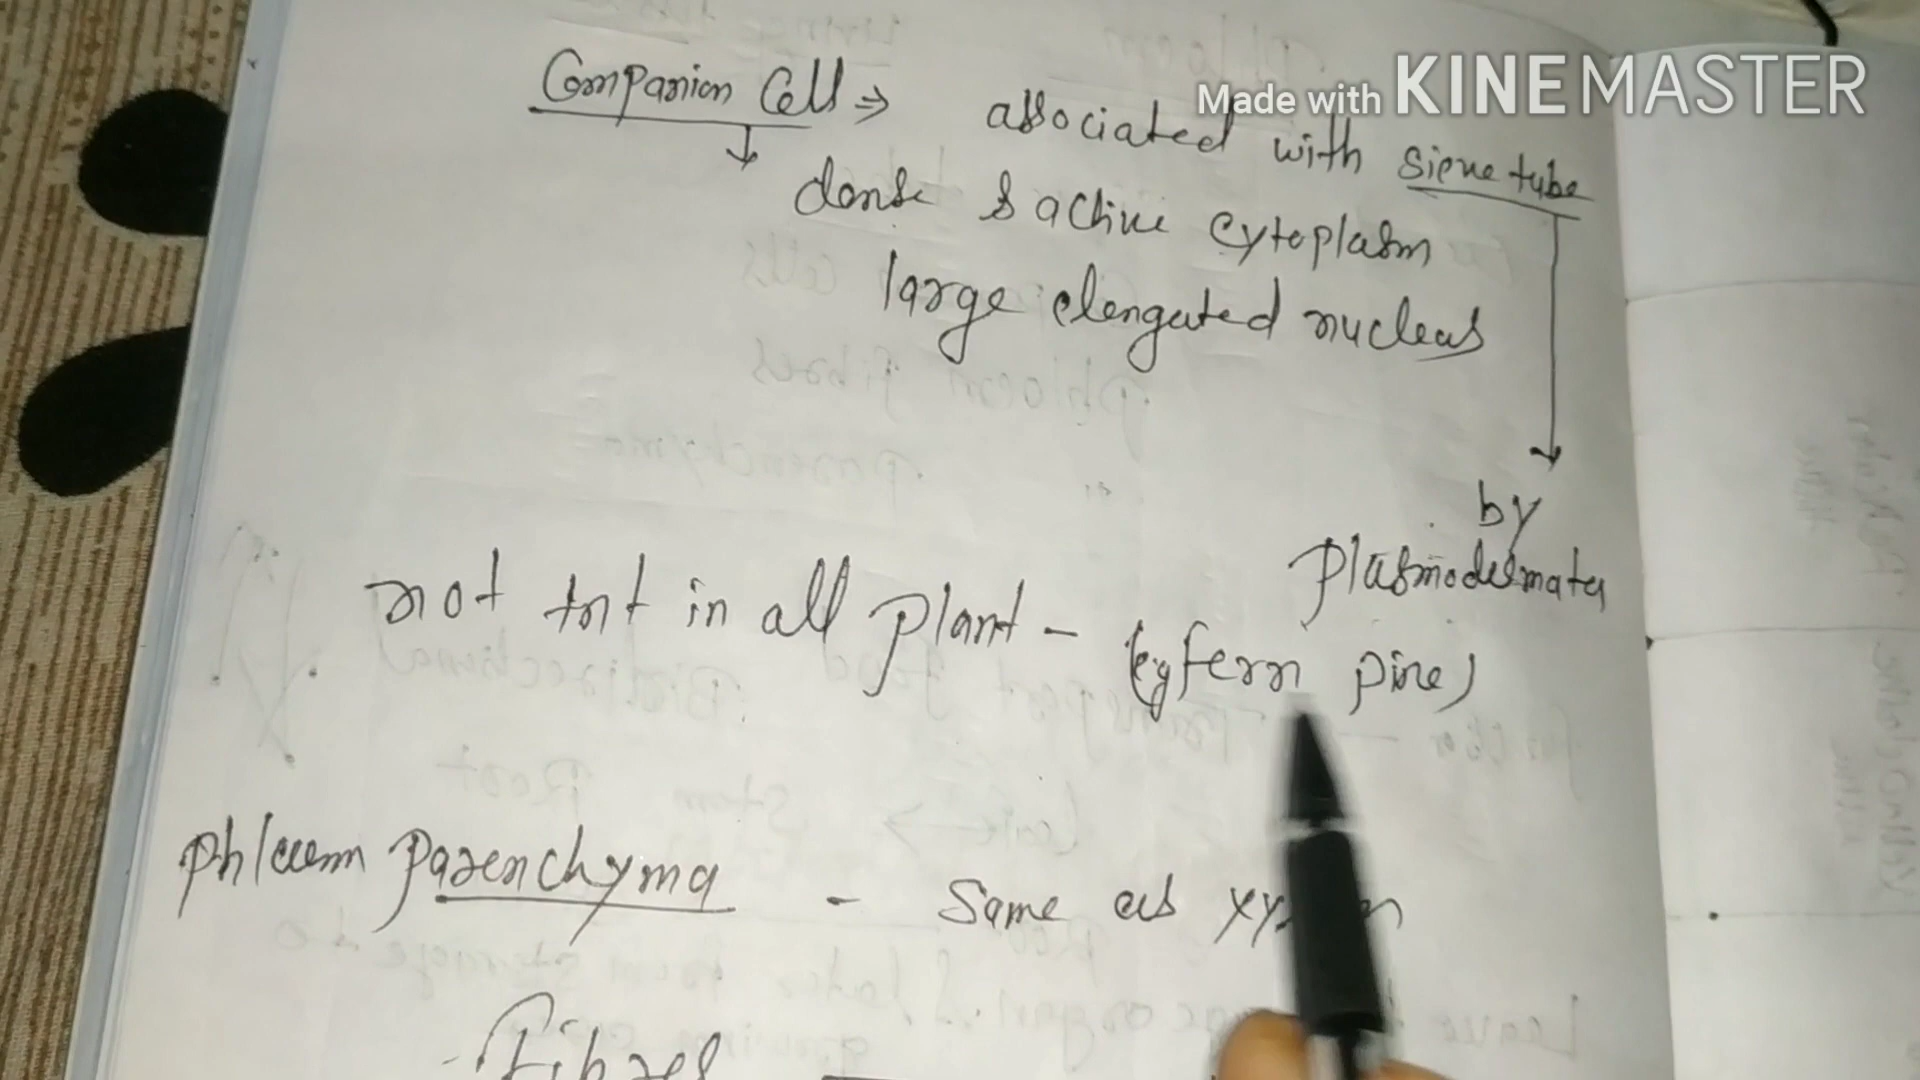 Made with KINEMASTER
Companion Cell ⇒ associated with sieve tube
↓ dense & active cytoplasm
large elongated nucleus
by
Plasmodesmata
not in all plant - (eg fern pine)
phloem Parenchyma - Same as
Fibres